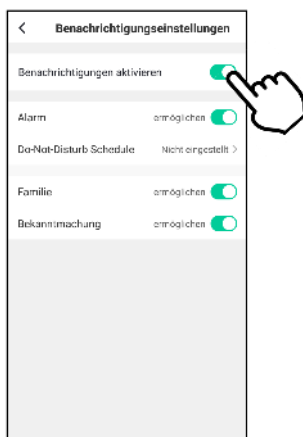 Benachrichtigungseinstellungen
Benachrichtigungen aktivieren
Alarm ermöglichen
Do-Not-Disturb Schedule Nicht eingestellt >
Familie ermöglichen
Bekanntmachung ermöglichen